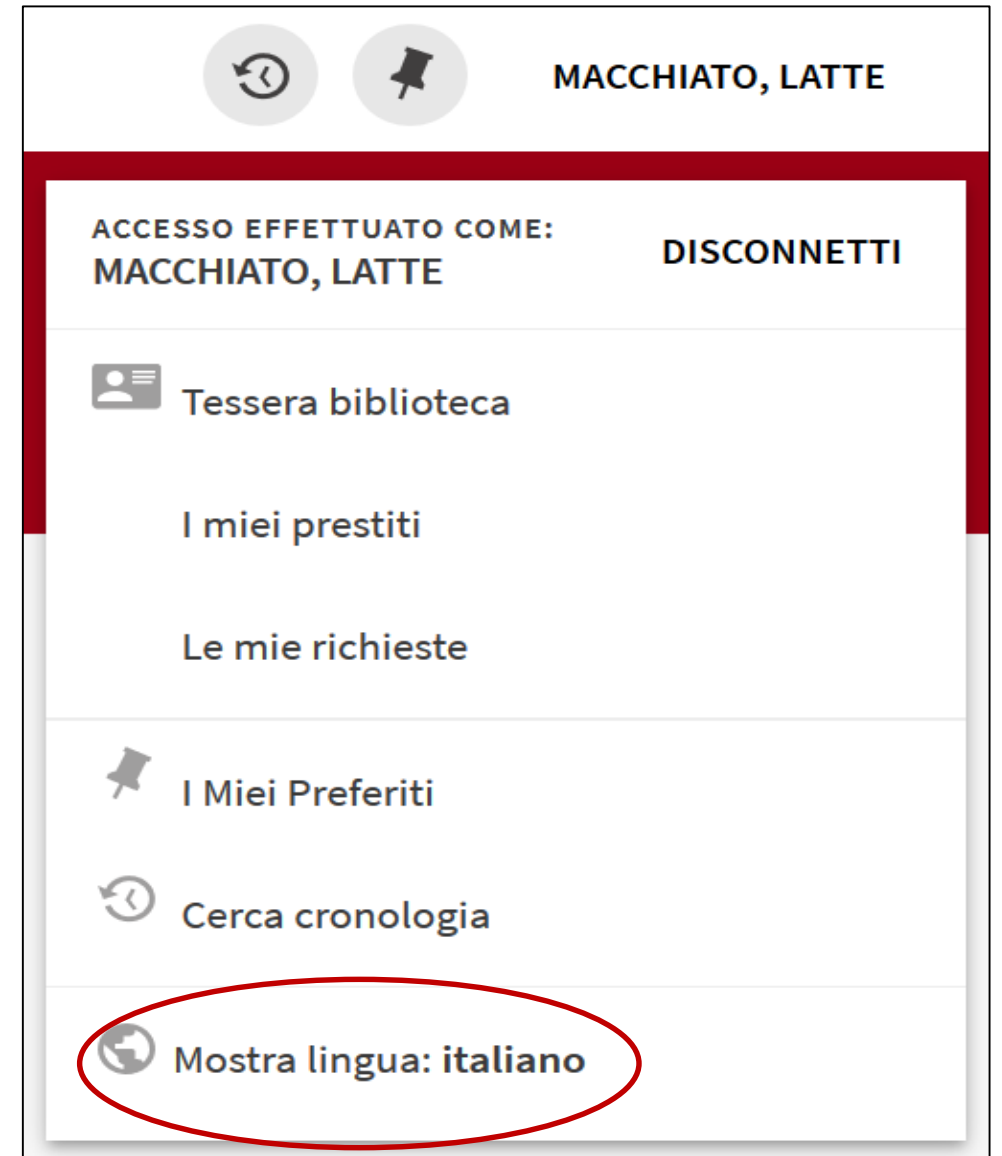 MACCHIATO, LATTE
ACCESSO EFFETTUATO COME:
MACCHIATO, LATTE
DISCONNETTI
Tessera biblioteca
I miei prestiti
Le mie richieste
I Miei Preferiti
Cerca cronologia
Mostra lingua: italiano